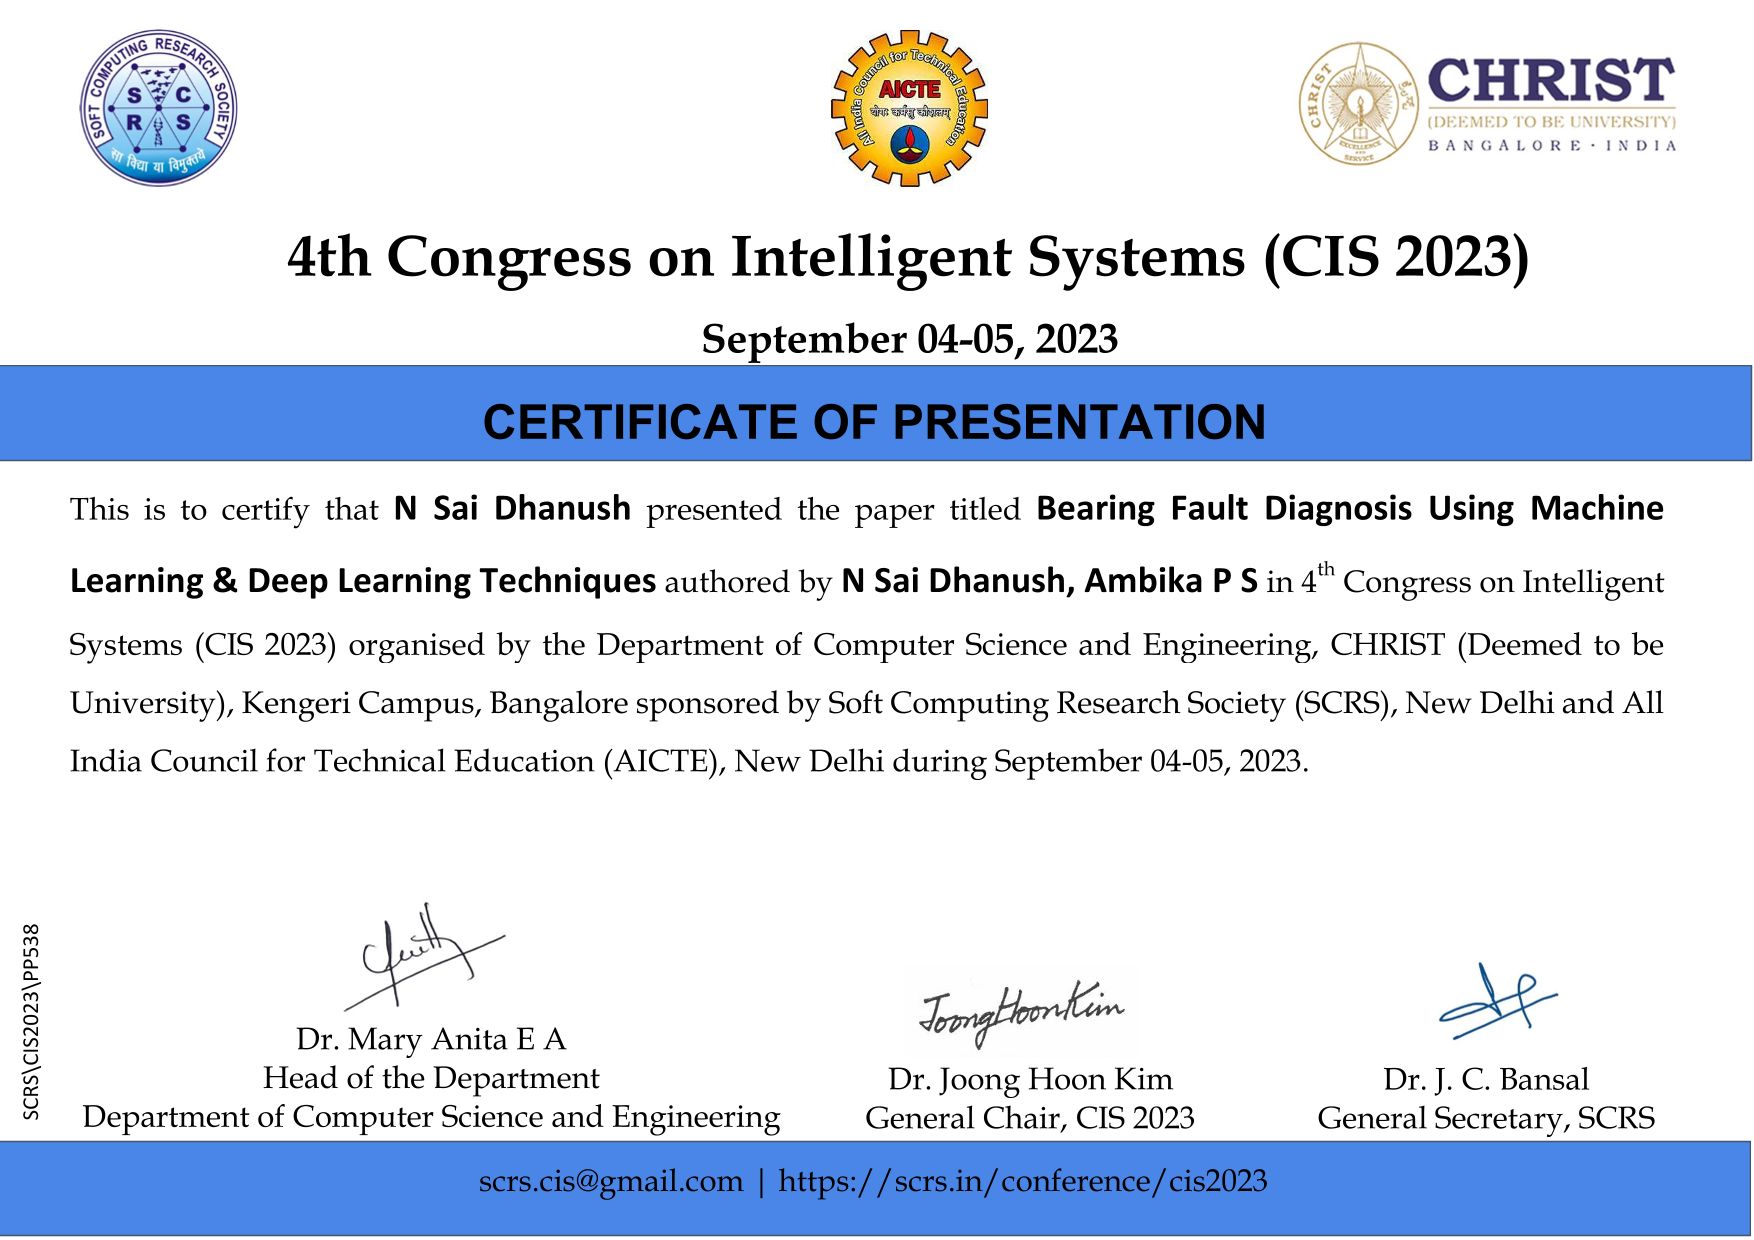 SOFT COMPUTING RESEARCH SOCIETY
S C
R S
सा विद्या या विमुक्तये
All India Council for Technical Education
AICTE
योगः कर्मसु कौशलम्
CHRIST
EXCELLENCE
SERVICE
CHRIST
(DEEMED TO BE UNIVERSITY)
BANGALORE · INDIA
4th Congress on Intelligent Systems (CIS 2023)
September 04-05, 2023
CERTIFICATE OF PRESENTATION
This is to certify that N Sai Dhanush presented the paper titled Bearing Fault Diagnosis Using Machine
Learning & Deep Learning Techniques authored by N Sai Dhanush, Ambika P S in 4th Congress on Intelligent
Systems (CIS 2023) organised by the Department of Computer Science and Engineering, CHRIST (Deemed to be
University), Kengeri Campus, Bangalore sponsored by Soft Computing Research Society (SCRS), New Delhi and All
India Council for Technical Education (AICTE), New Delhi during September 04-05, 2023.
SCRS\CIS2023\PP538
Joong Hoon Kim
Dr. Mary Anita E A
Head of the Department
Department of Computer Science and Engineering
Dr. Joong Hoon Kim
General Chair, CIS 2023
Dr. J. C. Bansal
General Secretary, SCRS
scrs.cis@gmail.com | https://scrs.in/conference/cis2023